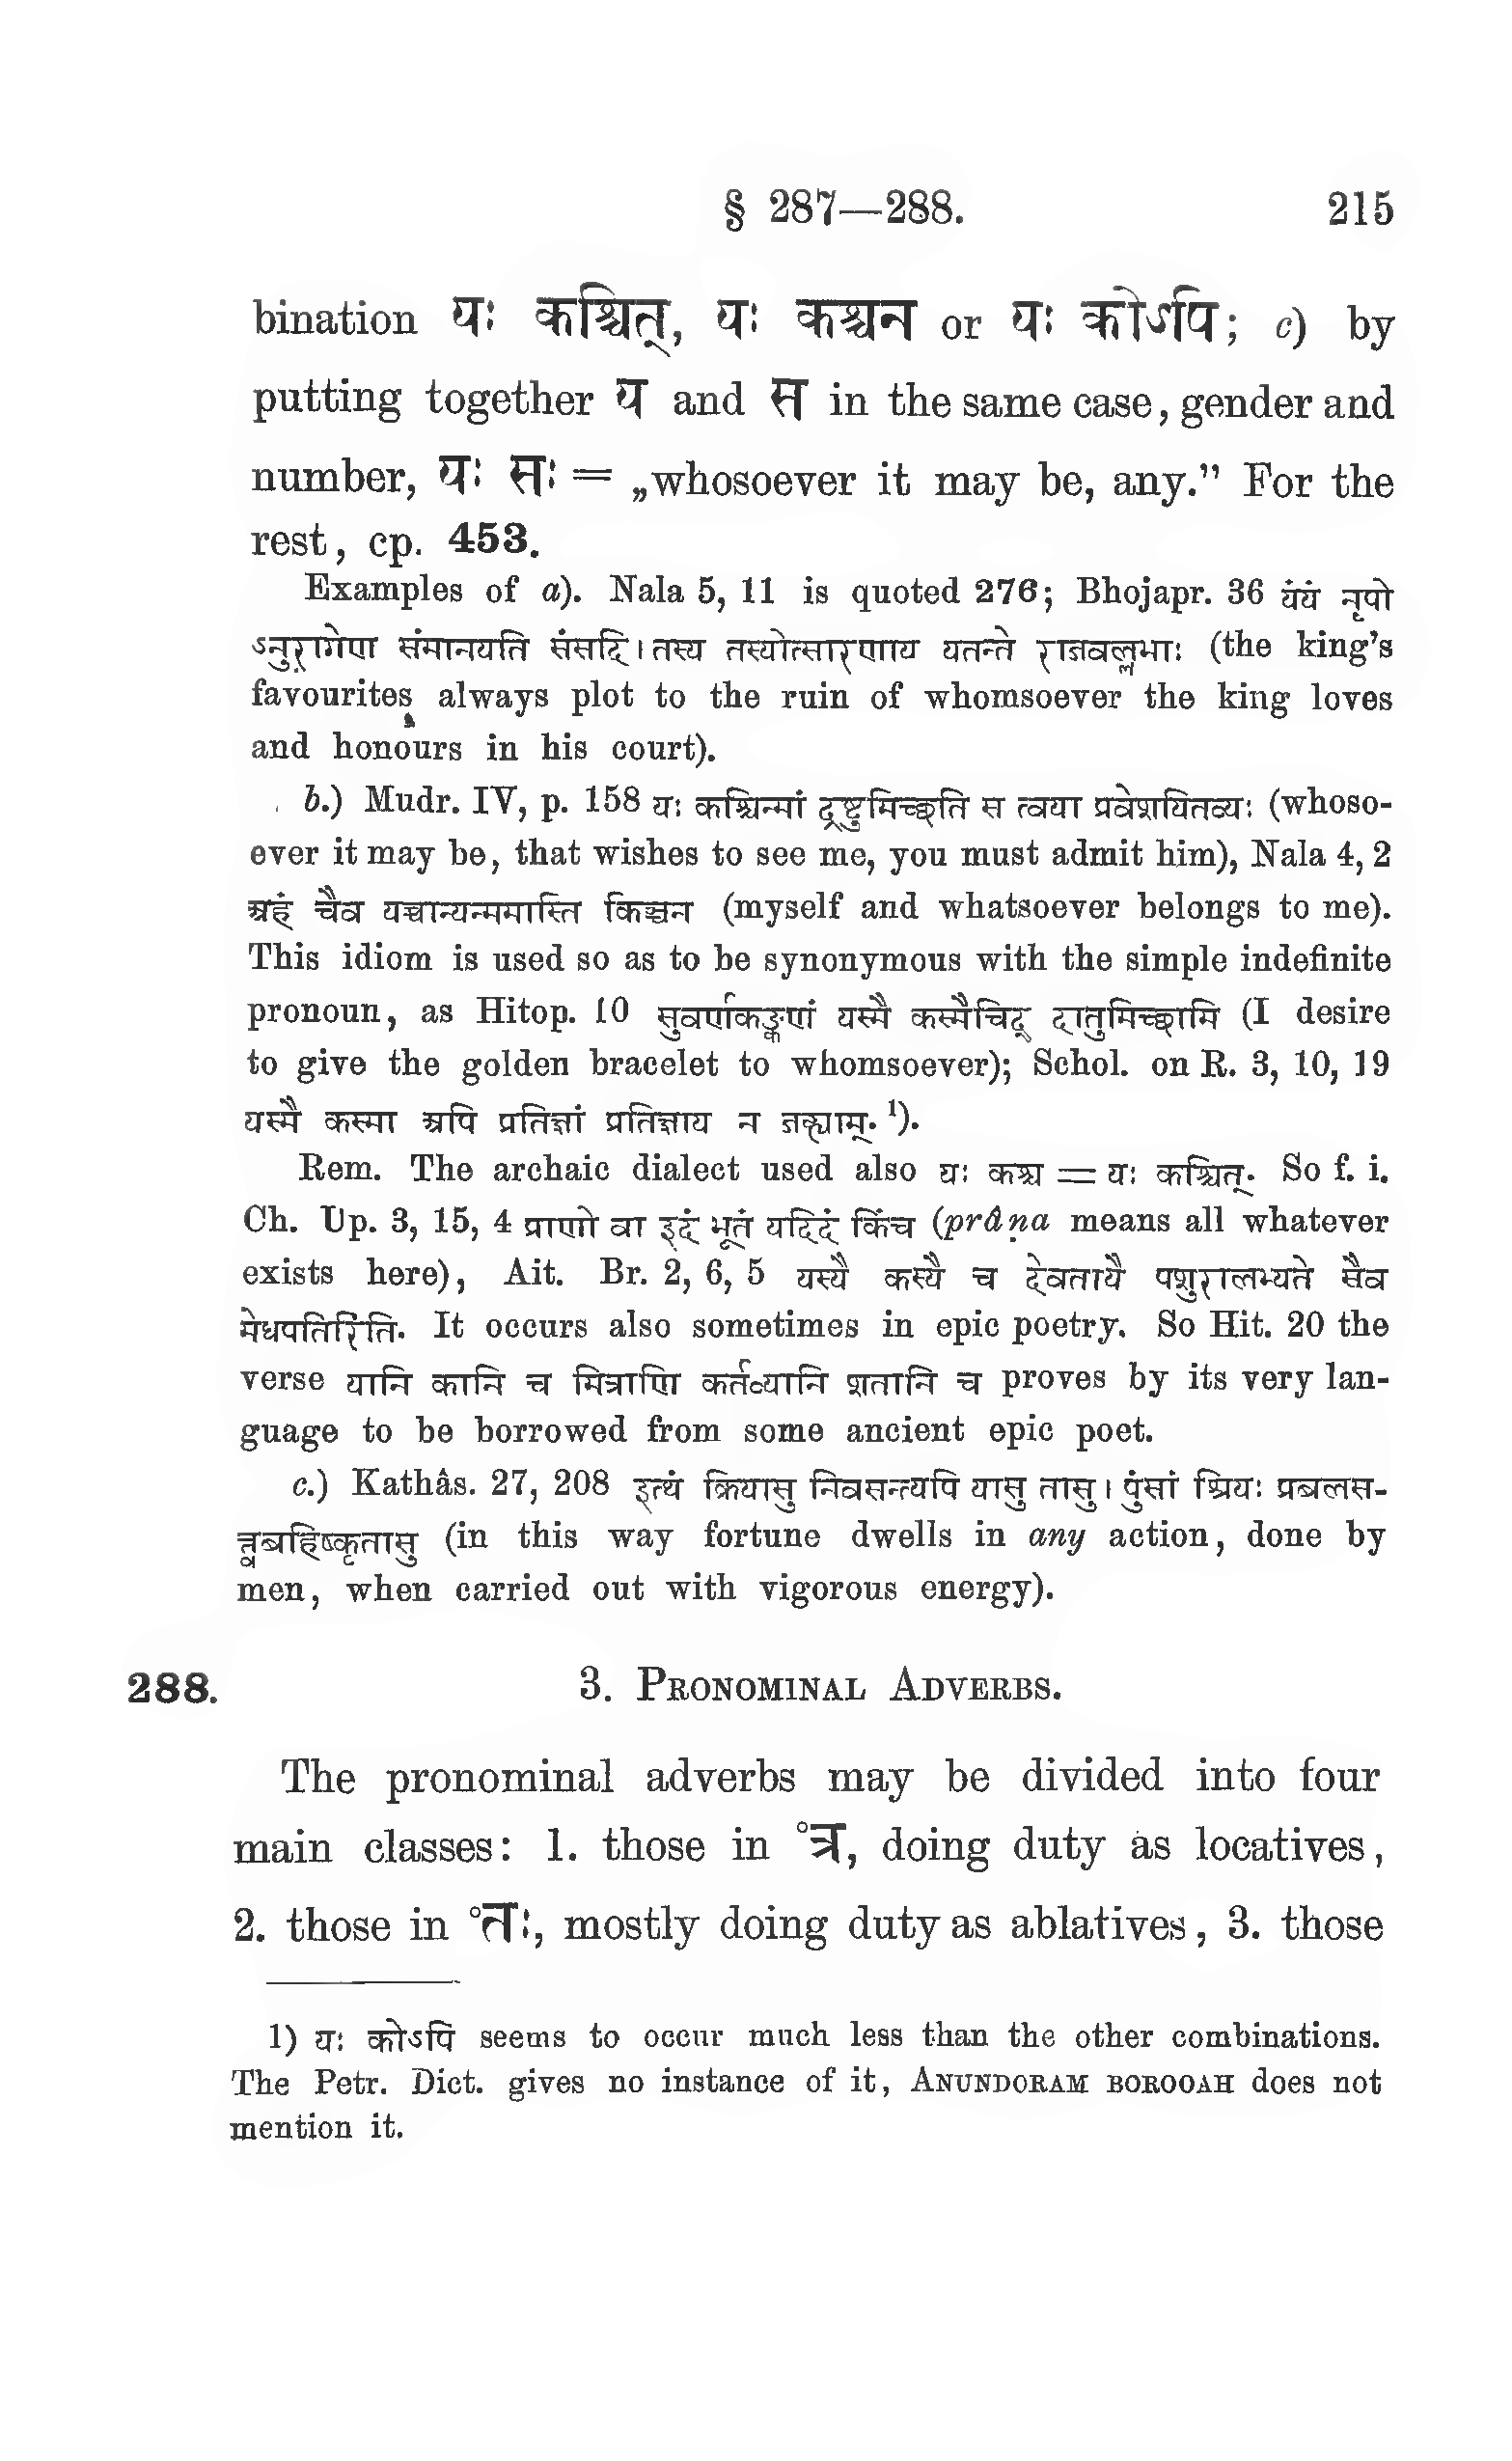 § 287—288. 215
bination यः कश्चित्, यः कश्चन or यः कोऽपि; c) by
putting together य and स in the same case, gender and
number, यः सः = „whosoever it may be, any.” For the
rest, cp. 453.
Examples of a). Nala 5, 11 is quoted 276; Bhojapr. 36 यंयं नृपो
ऽनुरागेण संमानयति संसदि। तस्य तस्योत्सारणाय यतन्ते राजवल्लभाः (the king’s
favourites always plot to the ruin of whomsoever the king loves
and honours in his court).
b.) Mudr. IV, p. 158 यः कश्चिन्मां द्रष्टुमिच्छति स त्वया प्रवेशयितव्यः (whoso-
ever it may be, that wishes to see me, you must admit him), Nala 4, 2
अहं चैव यच्चान्यन्ममास्ति किञ्चन (myself and whatsoever belongs to me).
This idiom is used so as to be synonymous with the simple indefinite
pronoun, as Hitop. 10 सुवर्णकङ्कणं यस्मै कस्मैचिद् दातुमिच्छामि (I desire
to give the golden bracelet to whomsoever); Schol. on R. 3, 10, 19
यस्मै कस्मा अपि प्रतिज्ञां प्रतिज्ञाय न जह्याम्. ¹).
Rem. The archaic dialect used also यः कश्च = यः कश्चित्. So f. i.
Ch. Up. 3, 15, 4 प्राणो वा इदं भूतं यदिदं किंच (prâṇa means all whatever
exists here), Ait. Br. 2, 6, 5 यस्यै कस्यै च देवतायै पशुरालभ्यते सैव
मेधपतिरिति. It occurs also sometimes in epic poetry. So Hit. 20 the
verse यानि कानि च मित्राणि कर्तव्यानि शतानि च proves by its very lan-
guage to be borrowed from some ancient epic poet.
c.) Kathâs. 27, 208 इत्थं क्रियासु निवसन्त्यपि यासु तासु। पुंसां श्रियः प्रबलस-
त्त्वबहिष्कृतासु (in this way fortune dwells in any action, done by
men, when carried out with vigorous energy).
288. 3. PRONOMINAL ADVERBS.
The pronominal adverbs may be divided into four
main classes: 1. those in °त्र, doing duty as locatives,
2. those in °तः, mostly doing duty as ablatives, 3. those
1) यः कोऽपि seems to occur much less than the other combinations.
The Petr. Dict. gives no instance of it, ANUNDORAM BOROOAH does not
mention it.